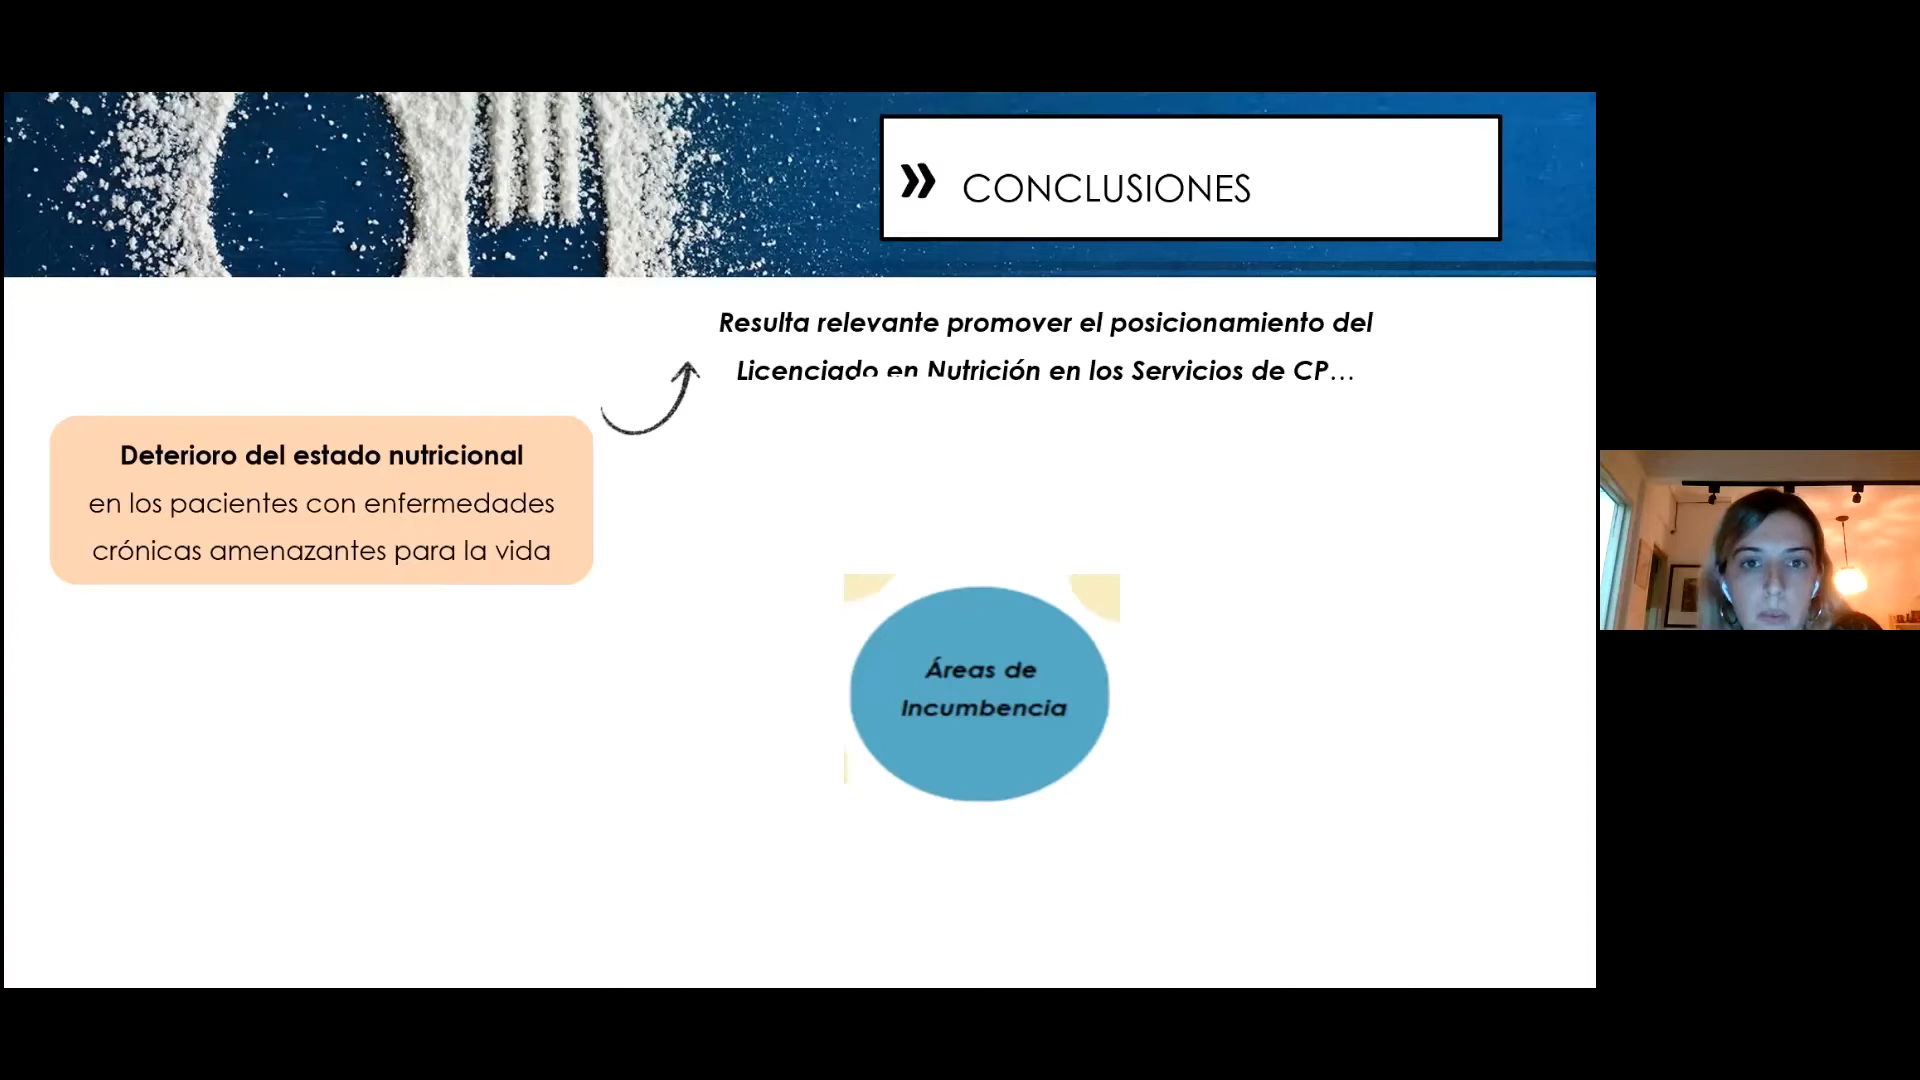 » CONCLUSIONES
Resulta relevante promover el posicionamiento del
Licenciado en Nutrición en los Servicios de CP…
Deterioro del estado nutricional
en los pacientes con enfermedades
crónicas amenazantes para la vida
Áreas de
Incumbencia